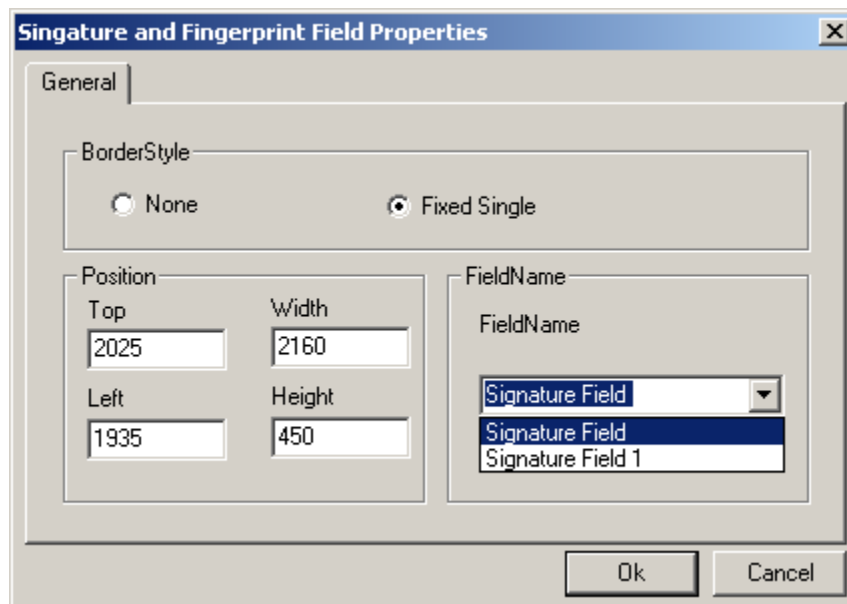 Singature and Fingerprint Field Properties
General
BorderStyle
None
Fixed Single
Position
Top
Width
2025
2160
Left
Height
1935
450
FieldName
FieldName
Signature Field
Signature Field
Signature Field 1
Ok
Cancel